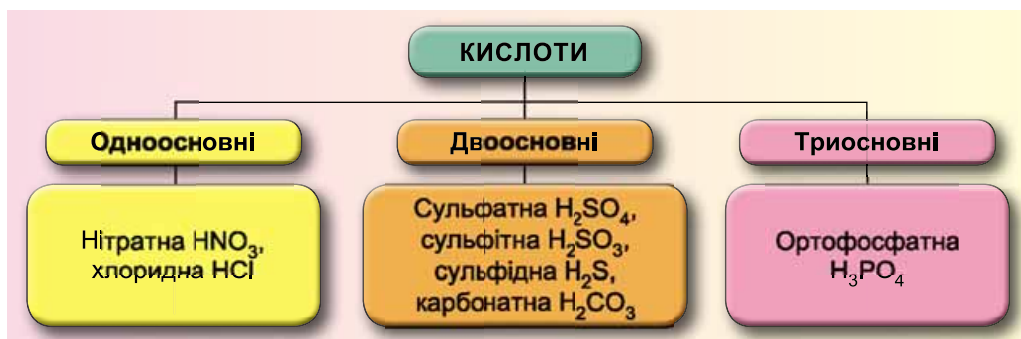 КИСЛОТИ
Одноосновні
Двоосновні
Триосновні
Нітратна HNO₃,
хлоридна HCl
Сульфатна H₂SO₄,
сульфітна H₂SO₃,
сульфідна H₂S,
карбонатна H₂CO₃
Ортофосфатна
H₃PO₄